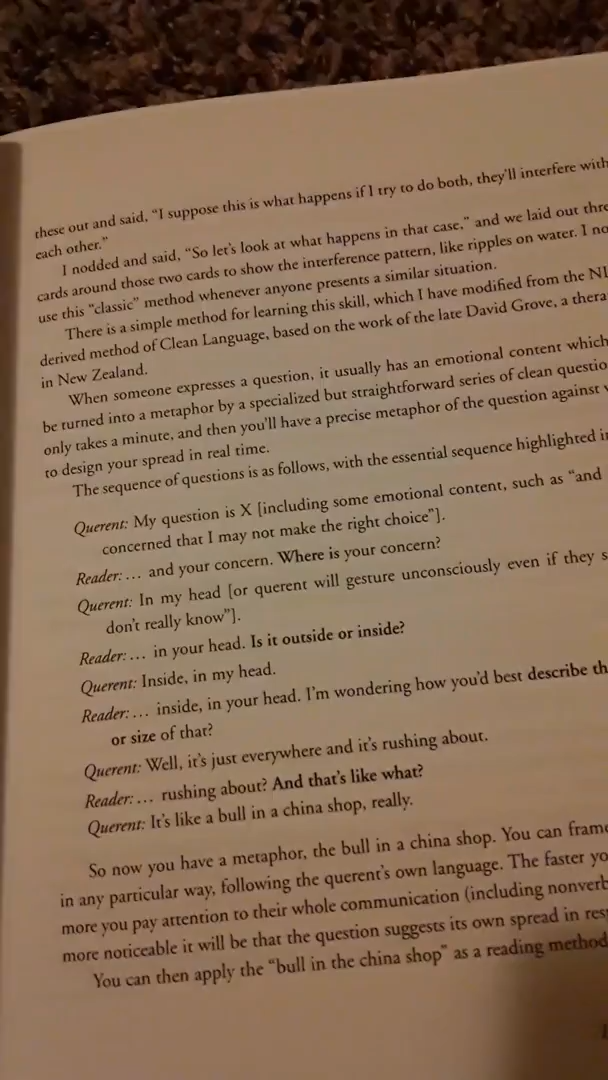 these out and said, “I suppose this is what happens if I try to do both, they’ll interfere with
each other.”
I nodded and said, “So let’s look at what happens in that case,” and we laid out thre
cards around those two cards to show the interference pattern, like ripples on water. I no
use this “classic” method whenever anyone presents a similar situation.
There is a simple method for learning this skill, which I have modified from the NL
derived method of Clean Language, based on the work of the late David Grove, a thera
in New Zealand.
When someone expresses a question, it usually has an emotional content which
be turned into a metaphor by a specialized but straightforward series of clean questio
only takes a minute, and then you’ll have a precise metaphor of the question against
to design your spread in real time.
The sequence of questions is as follows, with the essential sequence highlighted in
Querent: My question is X [including some emotional content, such as “and
concerned that I may not make the right choice”].
Reader: ... and your concern. Where is your concern?
Querent: In my head [or querent will gesture unconsciously even if they s
don’t really know”].
Reader: ... in your head. Is it outside or inside?
Querent: Inside, in my head.
Reader: ... inside, in your head. I’m wondering how you’d best describe th
or size of that?
Querent: Well, it’s just everywhere and it’s rushing about.
Reader: ... rushing about? And that’s like what?
Querent: It’s like a bull in a china shop, really.
So now you have a metaphor, the bull in a china shop. You can frame
in any particular way, following the querent’s own language. The faster yo
more you pay attention to their whole communication (including nonverb
more noticeable it will be that the question suggests its own spread in res
You can then apply the “bull in the china shop” as a reading method